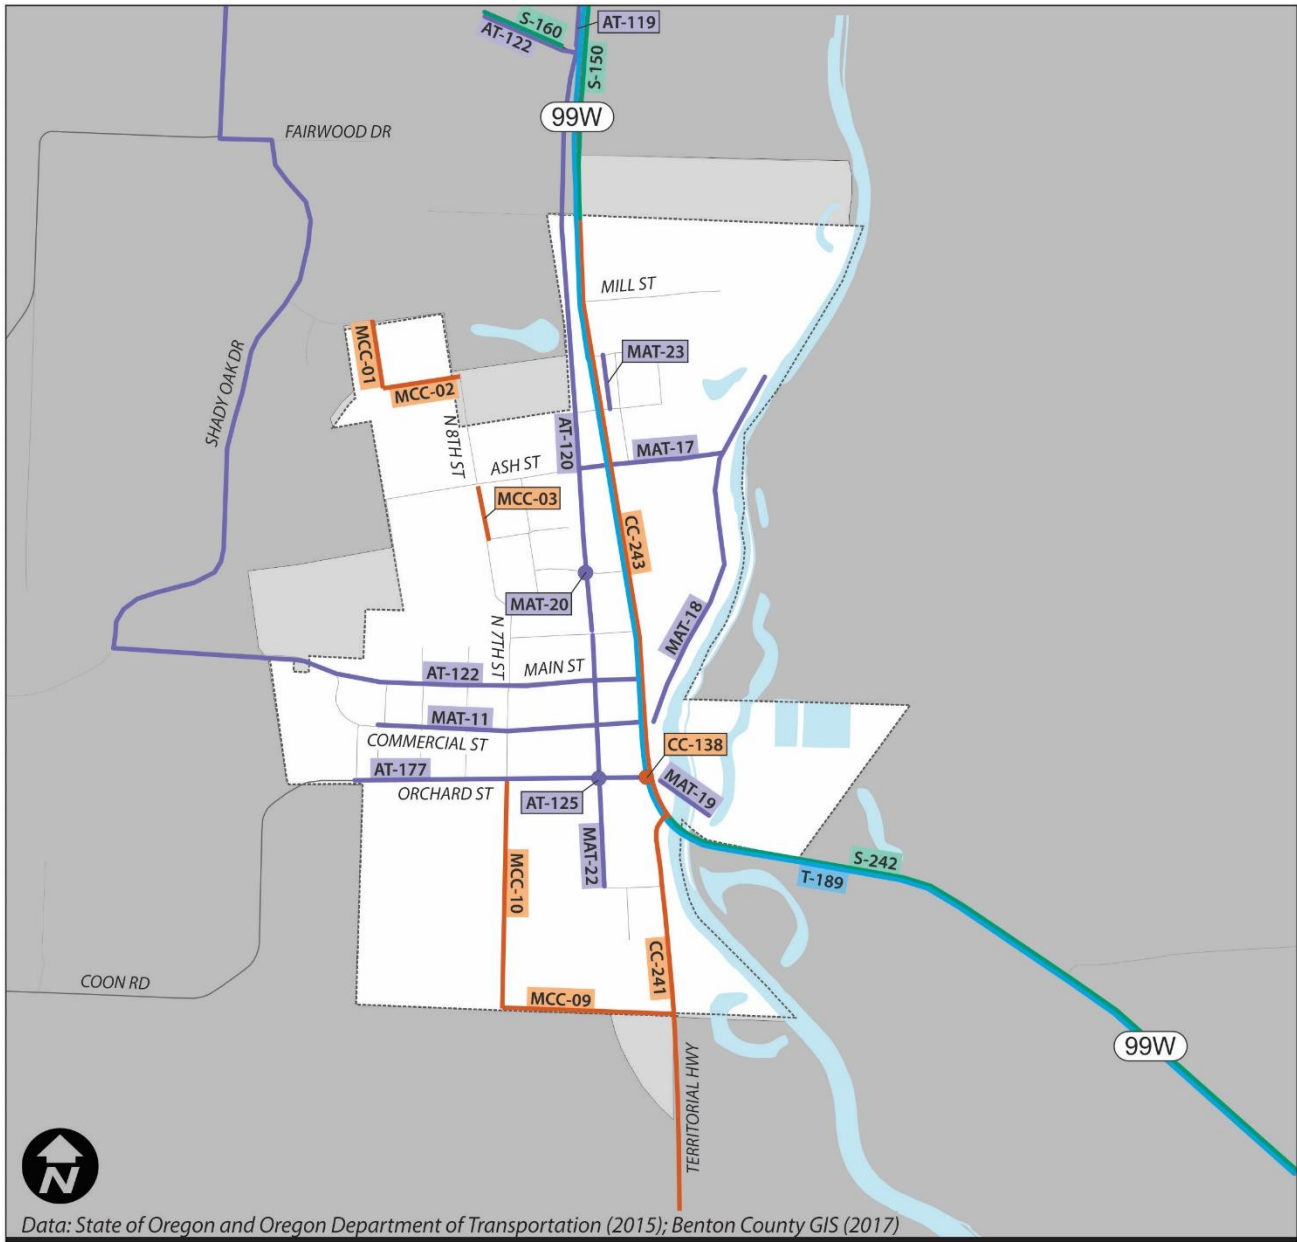 S-160
AT-122
AT-119
S-150
99W
FAIRWOOD DR
MILL ST
SHADY OAK DR
MCC-01
MCC-02
MAT-23
N 8TH ST
AT-120
MAT-17
ASH ST
MCC-03
CC-243
MAT-20
MAT-18
N 7TH ST
MAIN ST
AT-122
MAT-11
COMMERCIAL ST
CC-138
AT-177
ORCHARD ST
AT-125
MAT-19
MAT-22
S-242
T-189
MCC-10
CC-241
COON RD
MCC-09
99W
TERRITORIAL HWY
N
Data: State of Oregon and Oregon Department of Transportation (2015); Benton County GIS (2017)